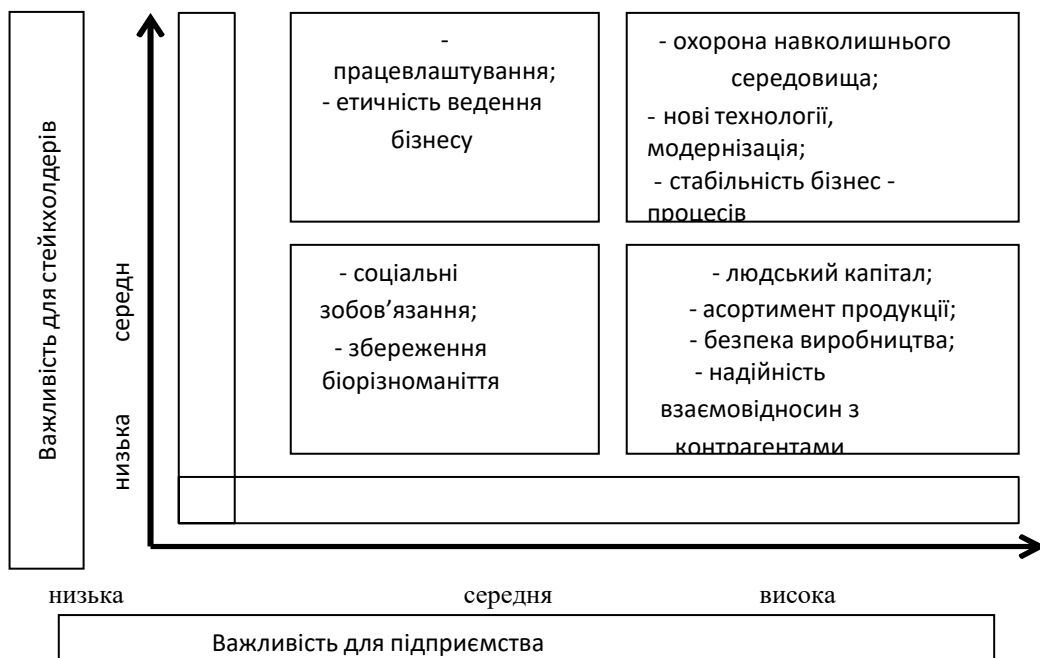 Важливість для стейкхолдерів
низька середн
-
працевлаштування;
- етичність ведення
бізнесу
- охорона навколишнього
середовища;
- нові технології,
модернізація;
- стабільність бізнес -
процесів
- соціальні
зобов’язання;
- збереження
біорізноманіття
- людський капітал;
- асортимент продукції;
- безпека виробництва;
- надійність
взаємовідносин з
контрагентами
низька середня висока
Важливість для підприємства